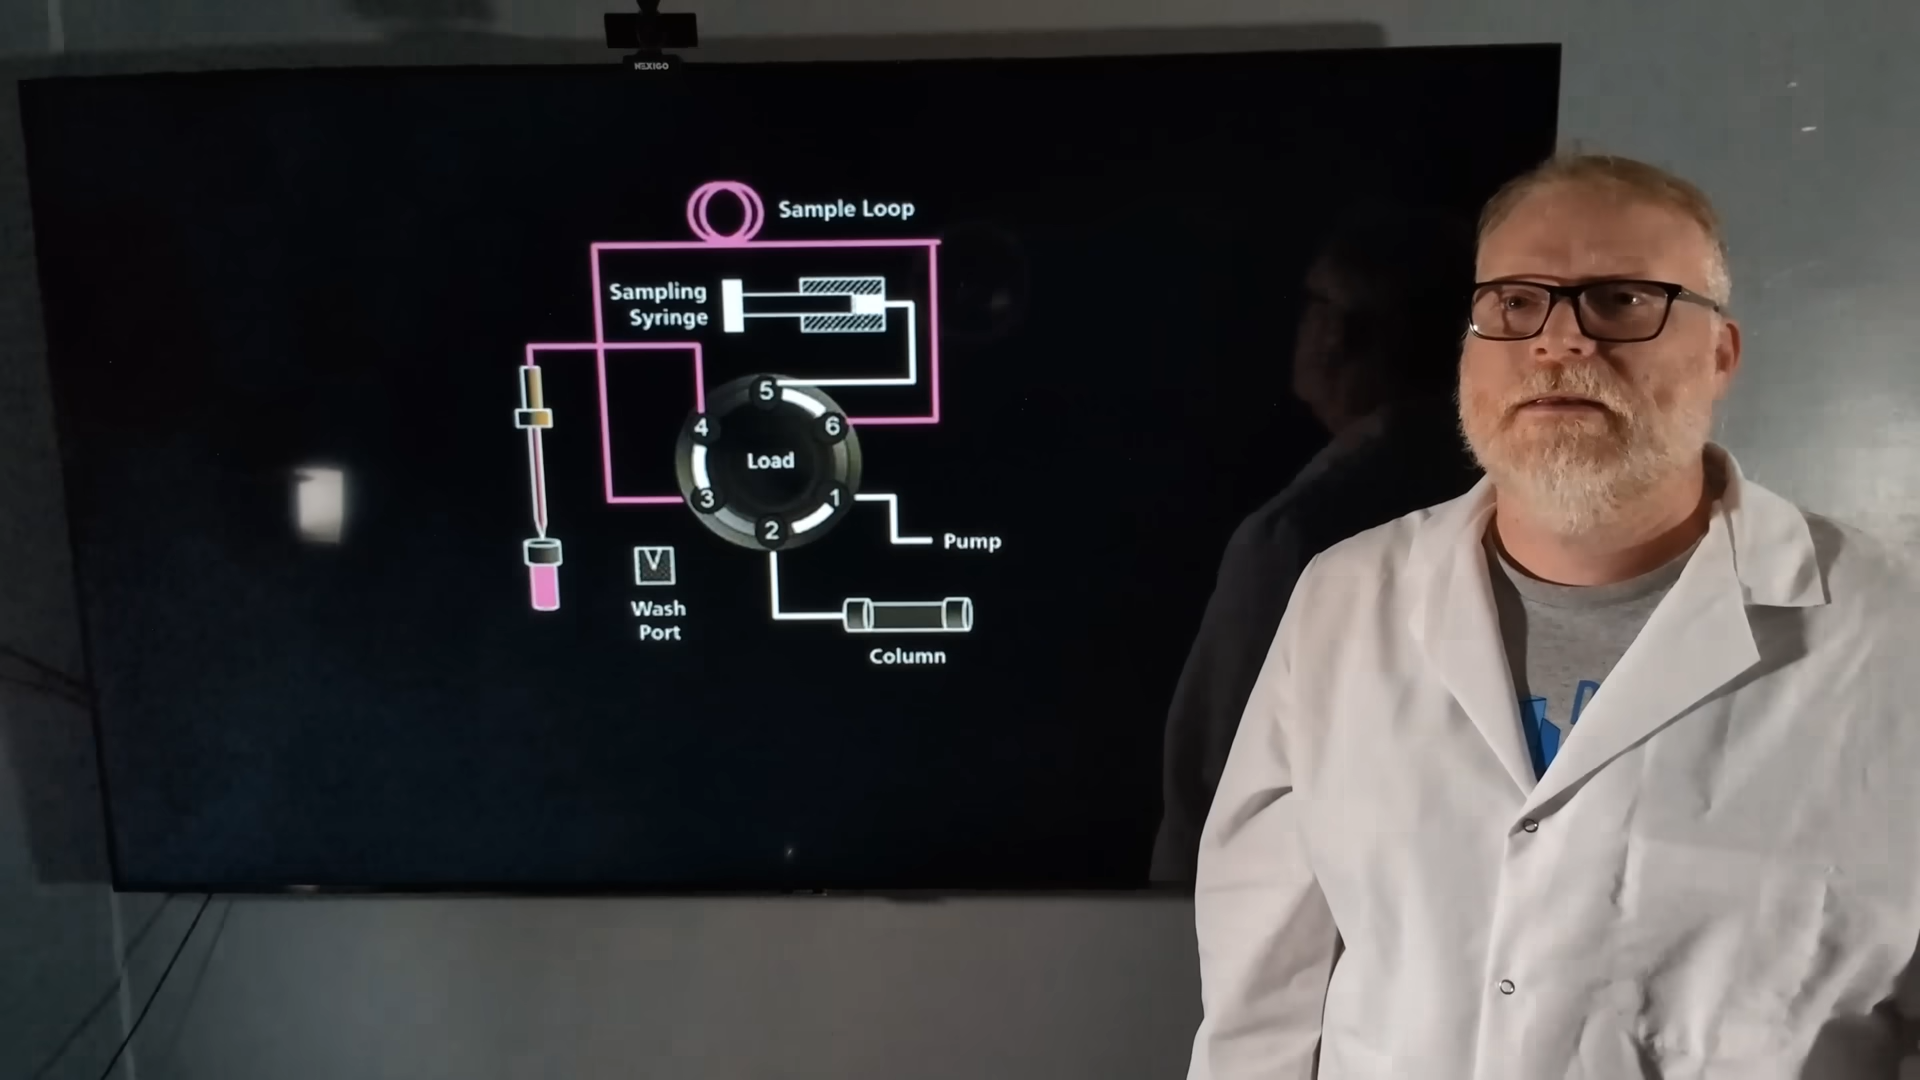 NEXIGO
Sample Loop
Sampling
Syringe
5
4
6
Load
3
1
2
Pump
Wash
Port
Column